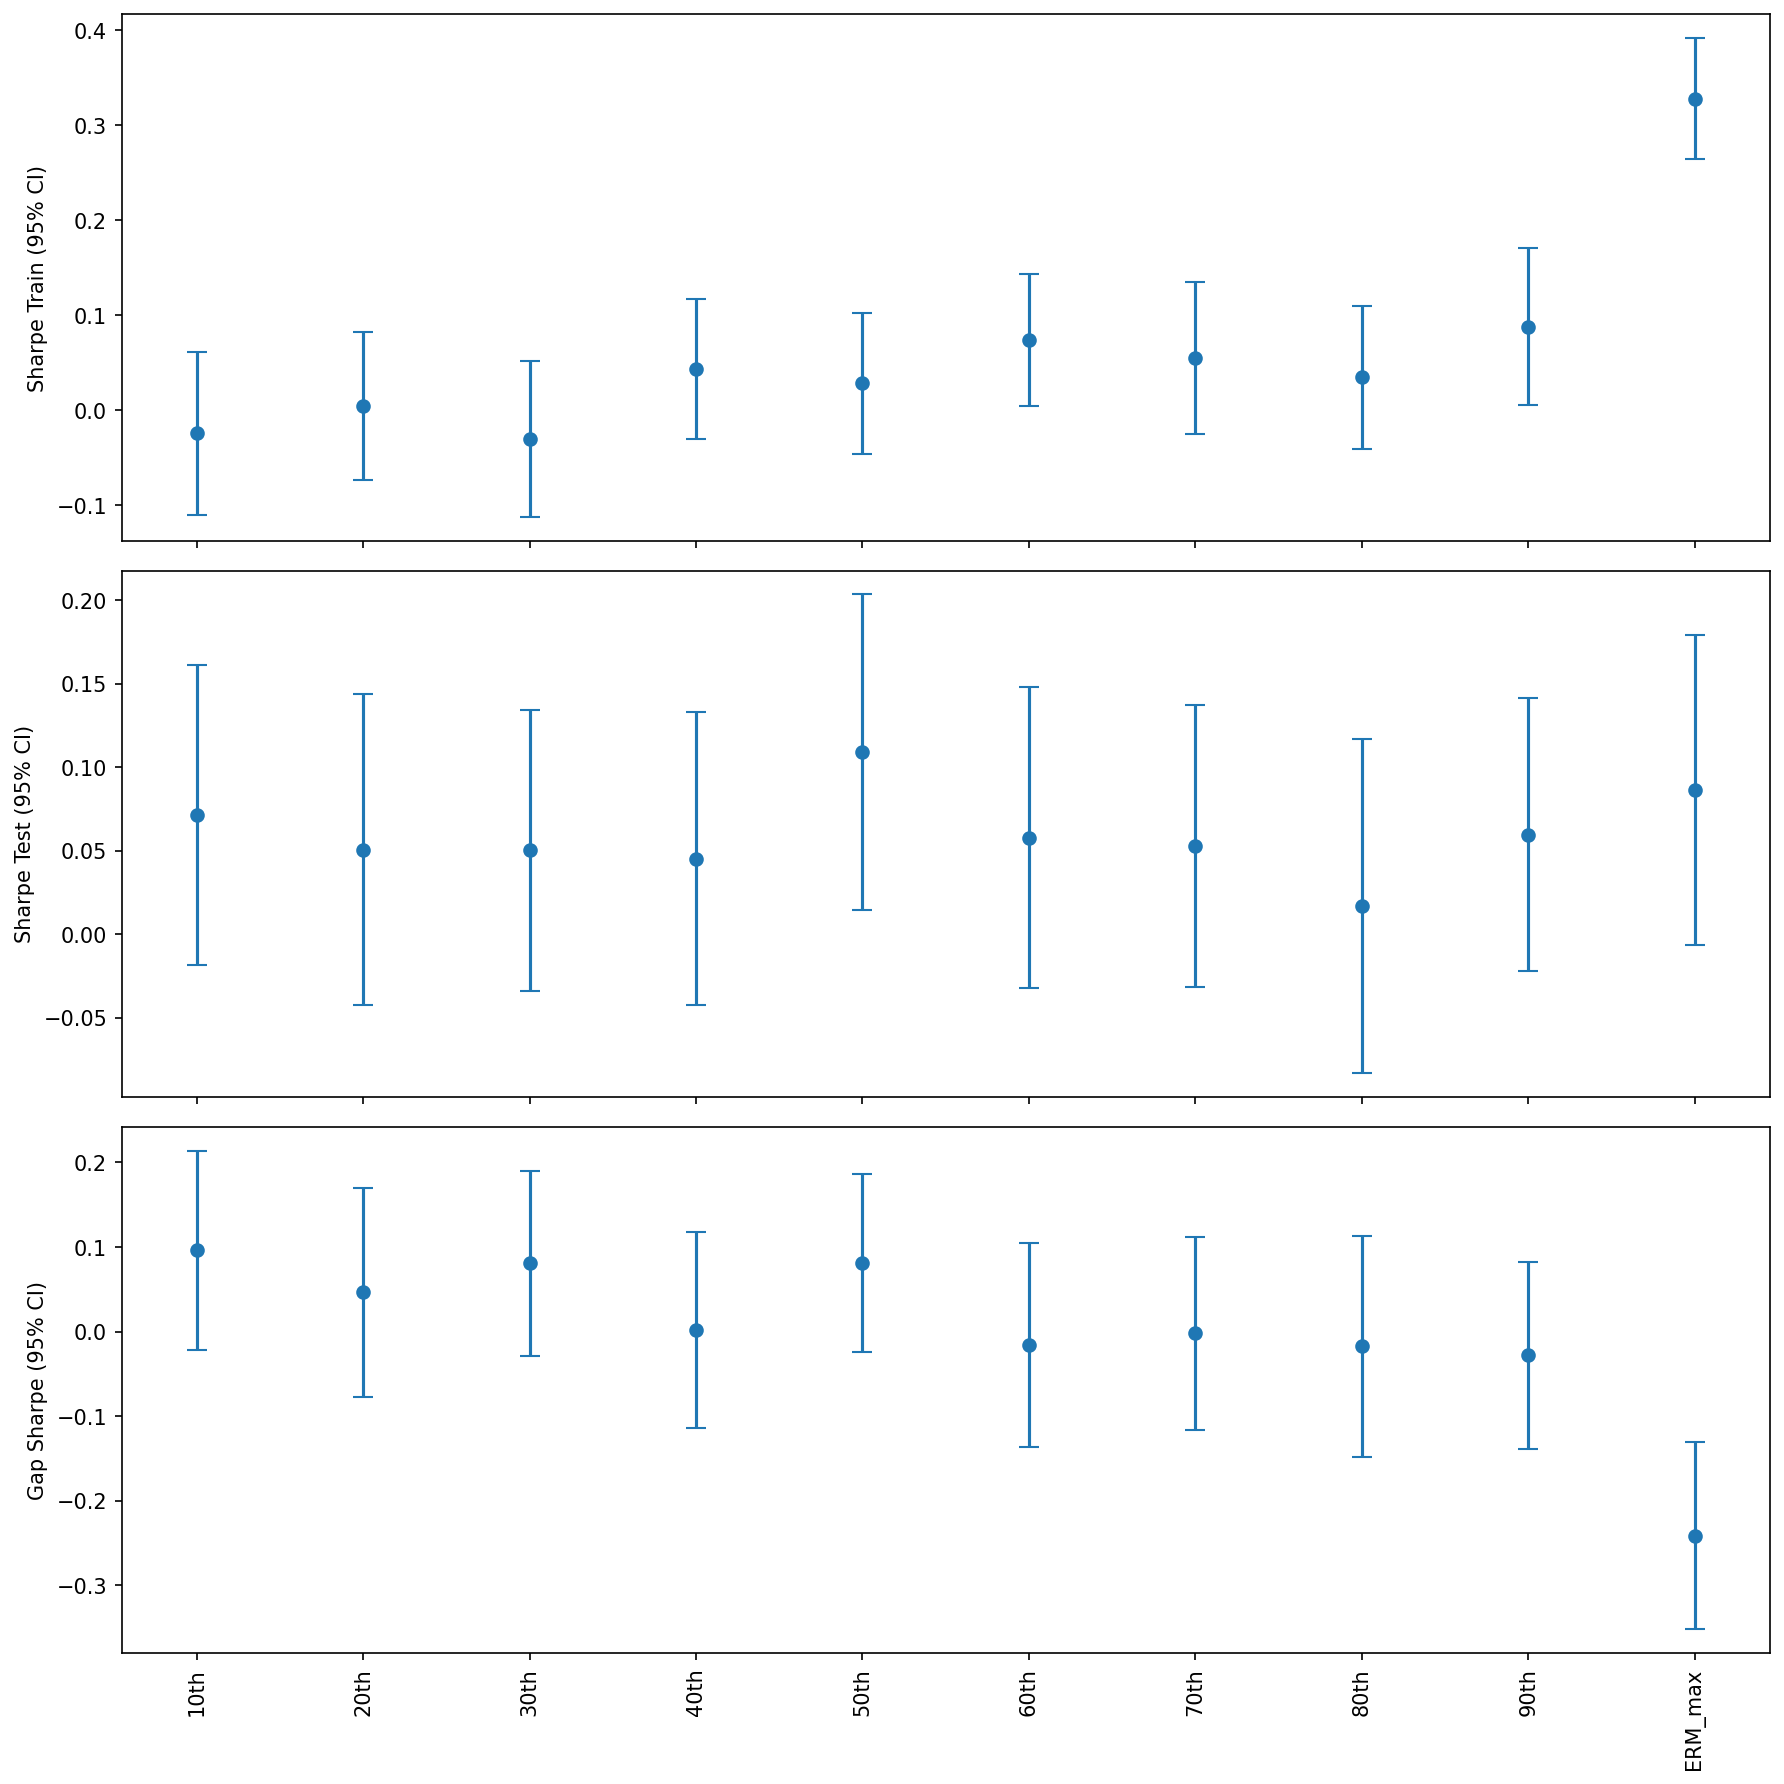 Sharpe Train (95% CI)
0.4
0.3
0.2
0.1
0.0
−0.1
Sharpe Test (95% CI)
0.20
0.15
0.10
0.05
0.00
−0.05
Gap Sharpe (95% CI)
0.2
0.1
0.0
−0.1
−0.2
−0.3
10th
20th
30th
40th
50th
60th
70th
80th
90th
ERM_max